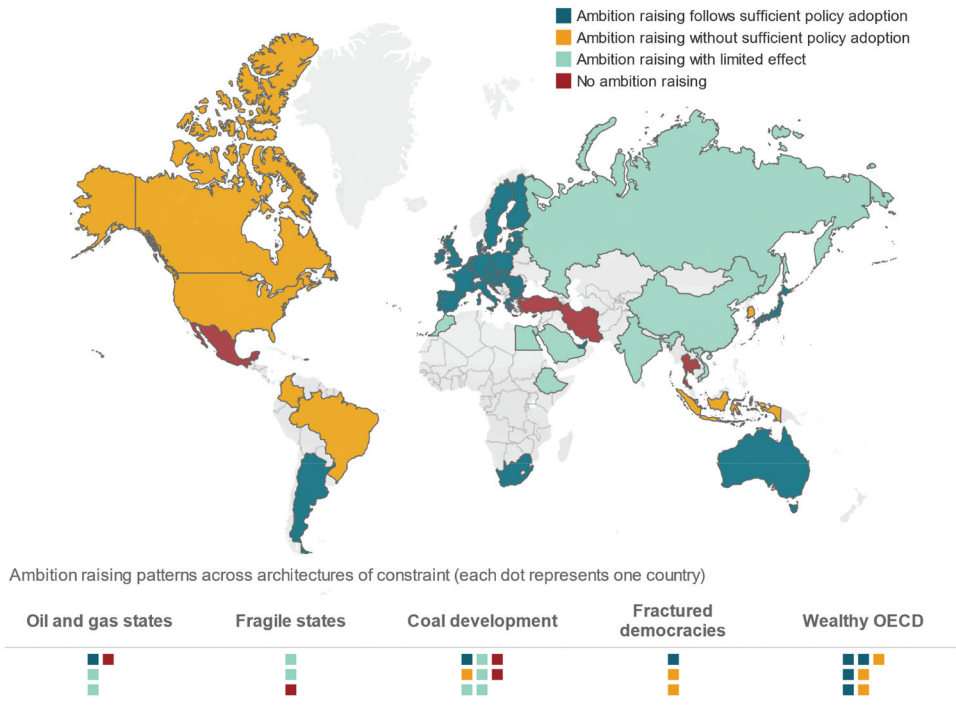 Ambition raising follows sufficient policy adoption
Ambition raising without sufficient policy adoption
Ambition raising with limited effect
No ambition raising
Ambition raising patterns across architectures of constraint (each dot represents one country)
Oil and gas states
Fragile states
Coal development
Fractured
democracies
Wealthy OECD